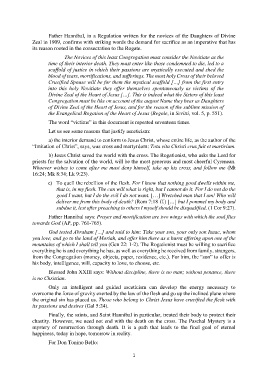 Father Hannibal, in a Regulation written for the novices of the Daughters of Divine
Zeal in 1909, confirms with striking words the demand for sacrifice as an imperative that has
its reason rooted in the consecration to the Rogate.
The Novices of this least Congregation must consider the Novitiate as the
time of their interior death. They must enter like those condemned to die, led to a
scaffold of justice in which their passions are incessantly executed and shed the
blood of tears, mortifications, and sufferings. The most holy Cross of their beloved
Crucified Spouse will be for them the mystical scaffold […] from the first entry
into this holy Novitiate they offer themselves spontaneously as victims of the
Divine Zeal of the Heart of Jesus […]. This is indeed what the Sisters of this least
Congregation must be this on account of the august Name they bear as Daughters
of Divine Zeal of the Heart of Jesus, and for the reason of the sublime mission of
the Evangelical Rogation of the Heart of Jesus (Regole, in Scritti, vol. 5, p. 551).
The word "victim" in this document is repeated seventeen times.
Let us see some reasons that justify asceticism:
a) the interior demand to conform to Jesus Christ, whose entire life, as the author of the
"Imitation of Christ", says, was cross and martyrdom: Tota vita Christi crux fuit et martirium.
b) Jesus Christ saved the world with the cross. The Rogationist, who asks the Lord for
priests for the salvation of the world, will be the most generous and most cheerful Cyrenean.
Whoever wishes to come after me must deny himself, take up his cross, and follow me (Mt
16:24; Mk 8:34; Lk 9:23).
c) To quell the rebellion of the flesh. For I know that nothing good dwells within me,
that is, in my flesh. The can will what is right, but I cannot do it. For I do not do the
good I want, but I do the evil I do not want. […] Wretched man that I am! Who will
deliver me from this body of death? (Rom 7:18 ff) […] but I pommel my body and
subdue it, lest after preaching to others I myself should be disqualified. (1 Cor 9:27).
Father Hannibal says: Prayer and mortification are two wings with which the soul flies
towards God (AP, pp. 760-763).
God tested Abraham […] and said to him: Take your son, your only son Isaac, whom
you love, and go to the land of Moriah, and offer him there as a burnt offering upon one of the
mountains of which I shall tell you (Gen 22: 1-2). The Rogationist must be willing to sacrifice
everything he is and everything he has, as well as everything he received from family, strangers,
from the Congregation (money, objects, paper, residence, etc.). For him, the "son" to offer is
his body, intelligence, will, capacity to love, to choose, etc.
Blessed John XXIII says: Without discipline, there is no man; without penance, there
is no Christian.
Only an intelligent and guided asceticism can develop the energy necessary to
overcome the force of gravity exerted by the law of the flesh and go up the inclined plane where
the original sin has placed us. Those who belong to Christ Jesus have crucified the flesh with
its passions and desires (Gal 5:24).
Finally, the saints, and Saint Hannibal in particular, treated their body to protect their
chastity. However, we need not end with the death on the cross. The Paschal Mystery is a
mystery of resurrection through death. It is a path that leads to the final goal of eternal
happiness, today in hope, tomorrow in reality.
For Don Tonino Bello:
2